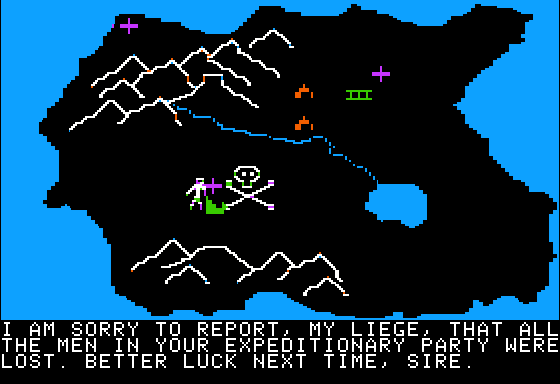 I AM SORRY TO REPORT, MY LIEGE, THAT ALL
THE MEN IN YOUR EXPEDITIONARY PARTY WERE
LOST. BETTER LUCK NEXT TIME, SIRE.